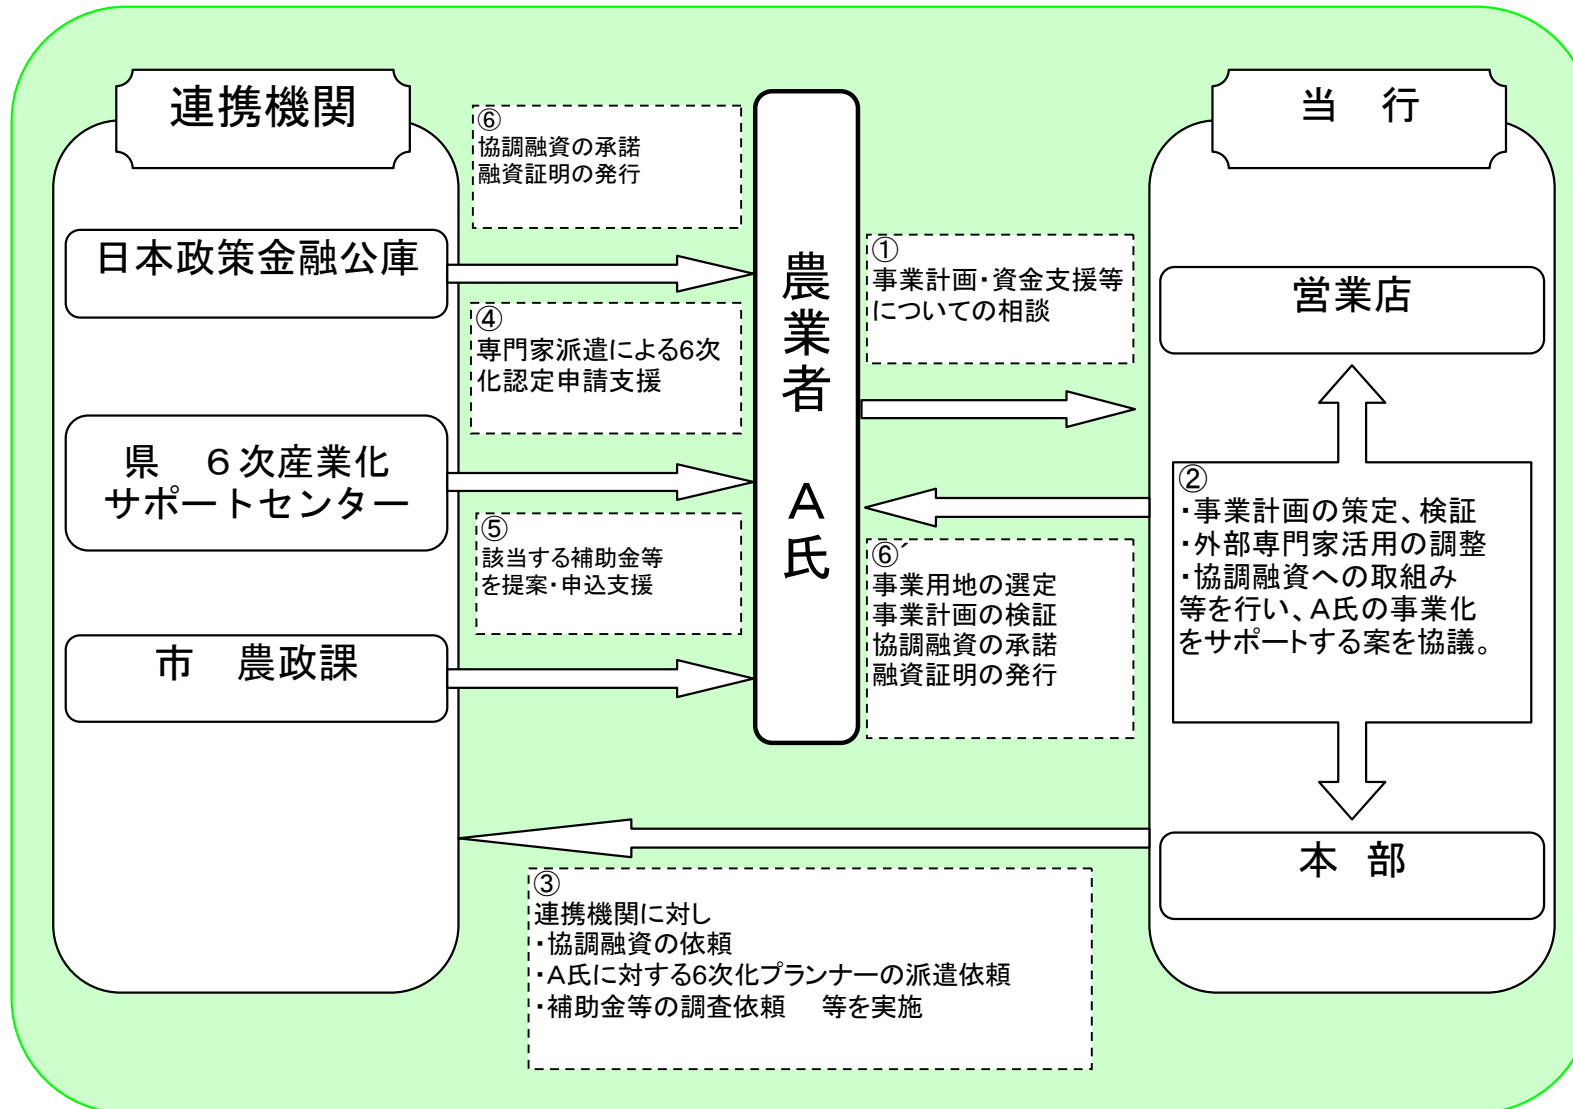 連携機関
日本政策金融公庫
県　６次産業化
サポートセンター
市　農政課
⑥
協調融資の承諾
融資証明の発行
④
専門家派遣による6次
化認定申請支援
⑤
該当する補助金等
を提案・申込支援
農業者　Ａ氏
①
事業計画・資金支援等
についての相談
⑥´
事業用地の選定
事業計画の検証
協調融資の承諾
融資証明の発行
当　行
営業店
②
・事業計画の策定、検証
・外部専門家活用の調整
・協調融資への取組み
等を行い、Ａ氏の事業化
をサポートする案を協議。
本　部
③
連携機関に対し
・協調融資の依頼
・Ａ氏に対する6次化プランナーの派遣依頼
・補助金等の調査依頼　等を実施